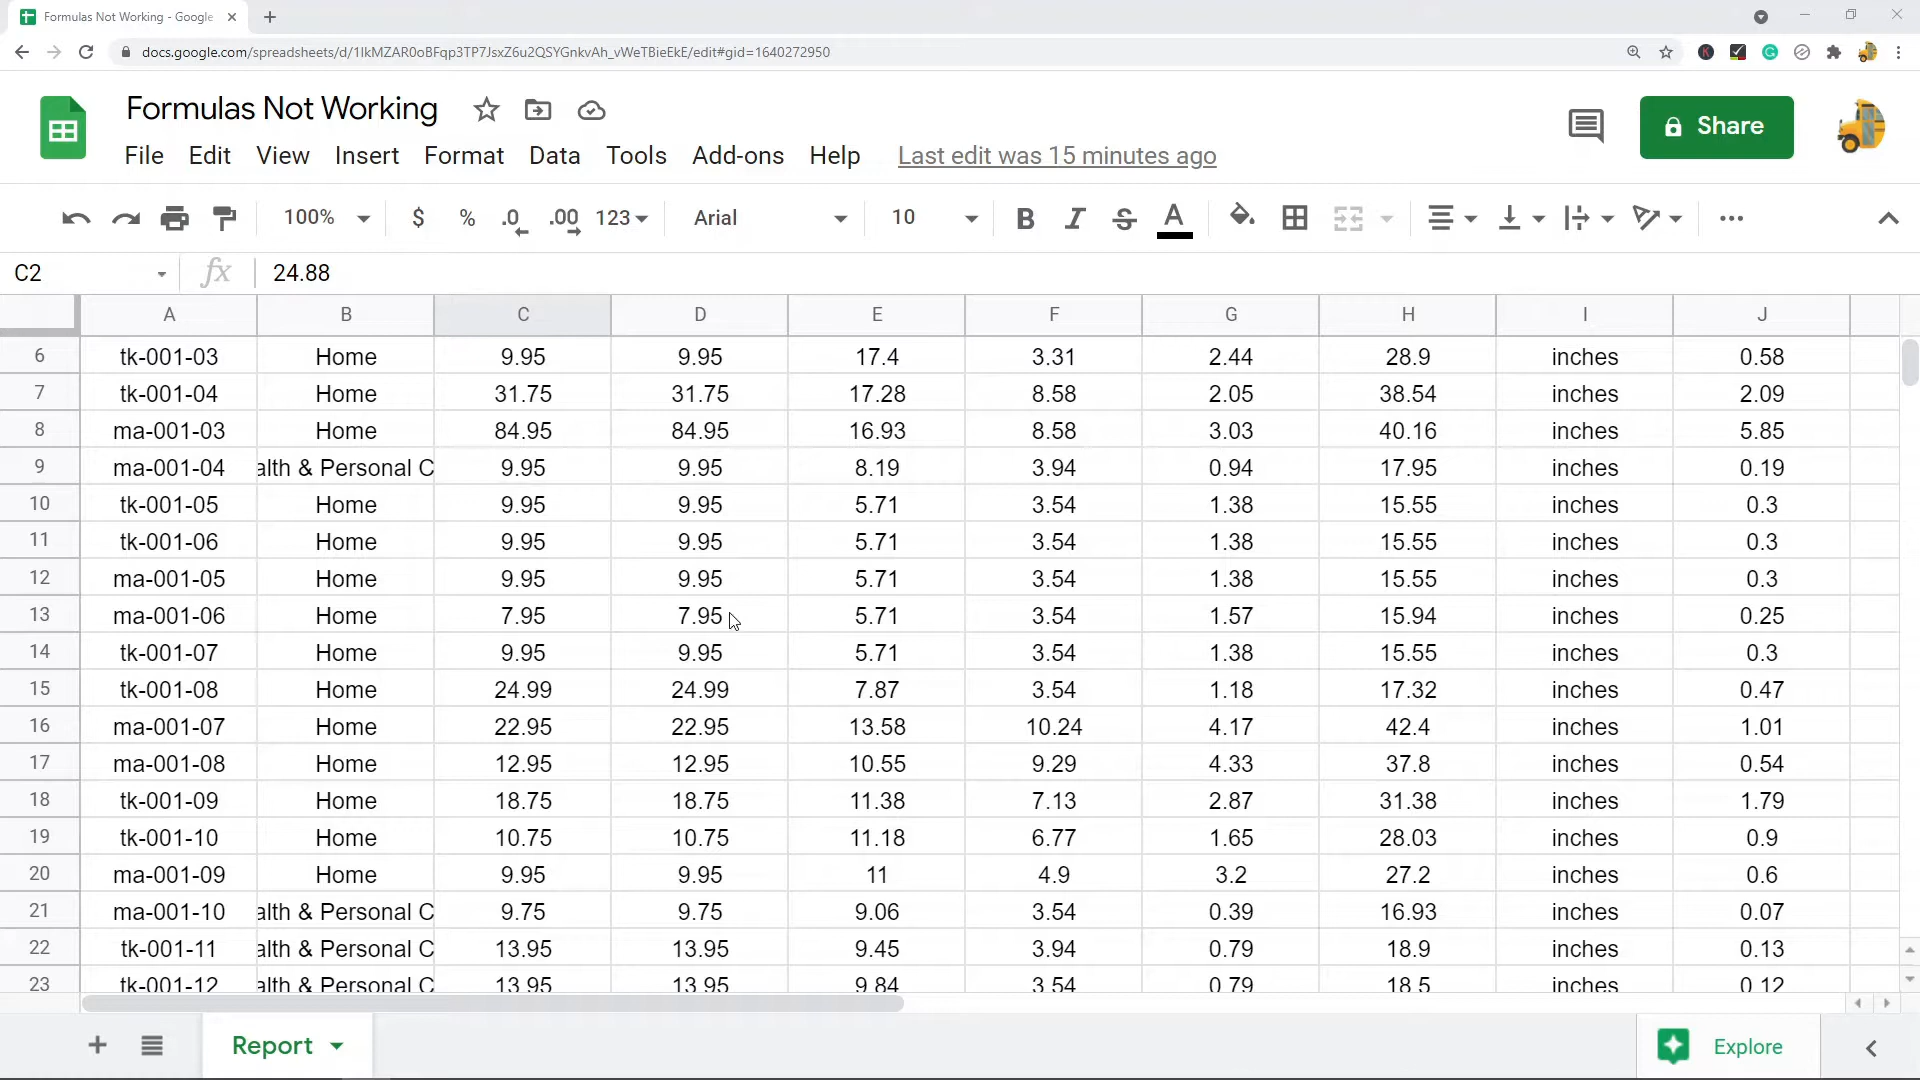 Formulas Not Working - Google
docs.google.com/spreadsheets/d/1IkMZAR0oBFqp3TP7JsxZ6u2QSYGnkvAh_vWeTBieEkE/edit#gid=1640272950
Formulas Not Working
Share
File Edit View Insert Format Data Tools Add-ons Help Last edit was 15 minutes ago
100% $ % .0 .00 123 Arial 10 B I S A
C2 fx 24.88
A B C D E F G H I J
6 tk-001-03 Home 9.95 9.95 17.4 3.31 2.44 28.9 inches 0.58
7 tk-001-04 Home 31.75 31.75 17.28 8.58 2.05 38.54 inches 2.09
8 ma-001-03 Home 84.95 84.95 16.93 8.58 3.03 40.16 inches 5.85
9 ma-001-04 alth & Personal C 9.95 9.95 8.19 3.94 0.94 17.95 inches 0.19
10 tk-001-05 Home 9.95 9.95 5.71 3.54 1.38 15.55 inches 0.3
11 tk-001-06 Home 9.95 9.95 5.71 3.54 1.38 15.55 inches 0.3
12 ma-001-05 Home 9.95 9.95 5.71 3.54 1.38 15.55 inches 0.3
13 ma-001-06 Home 7.95 7.95 5.71 3.54 1.57 15.94 inches 0.25
14 tk-001-07 Home 9.95 9.95 5.71 3.54 1.38 15.55 inches 0.3
15 tk-001-08 Home 24.99 24.99 7.87 3.54 1.18 17.32 inches 0.47
16 ma-001-07 Home 22.95 22.95 13.58 10.24 4.17 42.4 inches 1.01
17 ma-001-08 Home 12.95 12.95 10.55 9.29 4.33 37.8 inches 0.54
18 tk-001-09 Home 18.75 18.75 11.38 7.13 2.87 31.38 inches 1.79
19 tk-001-10 Home 10.75 10.75 11.18 6.77 1.65 28.03 inches 0.9
20 ma-001-09 Home 9.95 9.95 11 4.9 3.2 27.2 inches 0.6
21 ma-001-10 alth & Personal C 9.75 9.75 9.06 3.54 0.39 16.93 inches 0.07
22 tk-001-11 alth & Personal C 13.95 13.95 9.45 3.94 0.79 18.9 inches 0.13
23 tk-001-12 alth & Personal C 13.95 13.95 9.84 3.54 0.79 18.5 inches 0.12
Report Explore